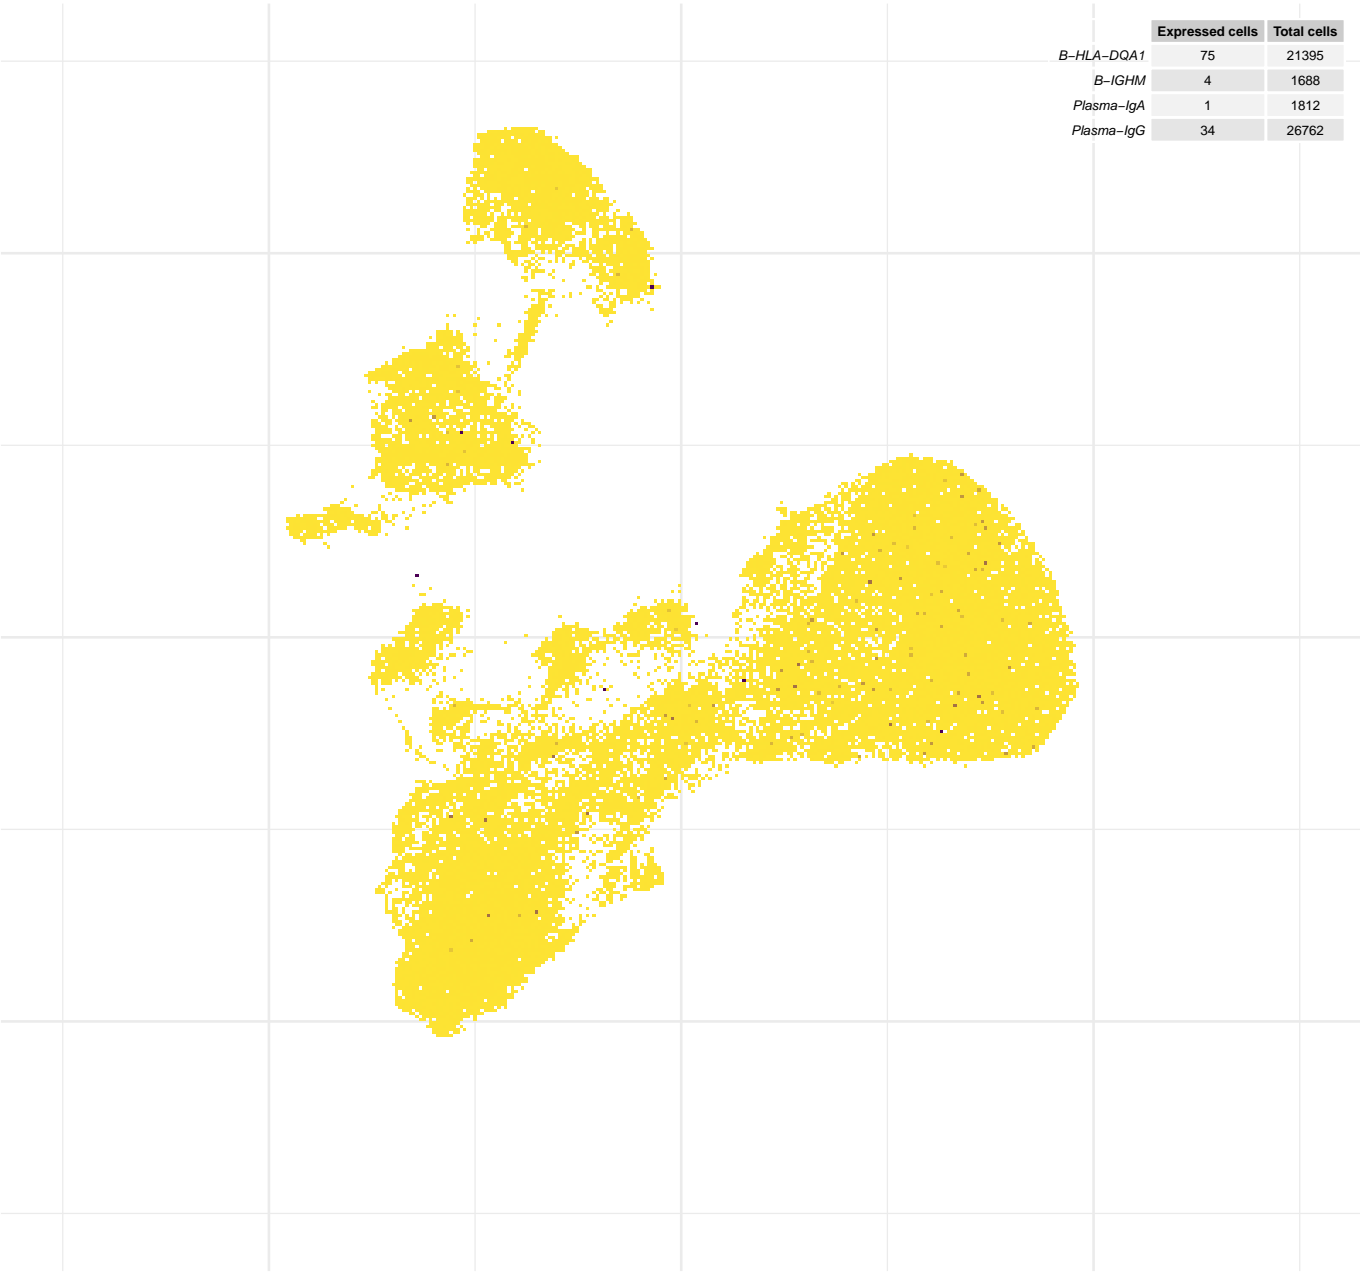 Expressed cells Total cells
B−HLA−DQA1 75 21395
B−IGHM 4 1688
Plasma−IgA 1 1812
Plasma−IgG 34 26762